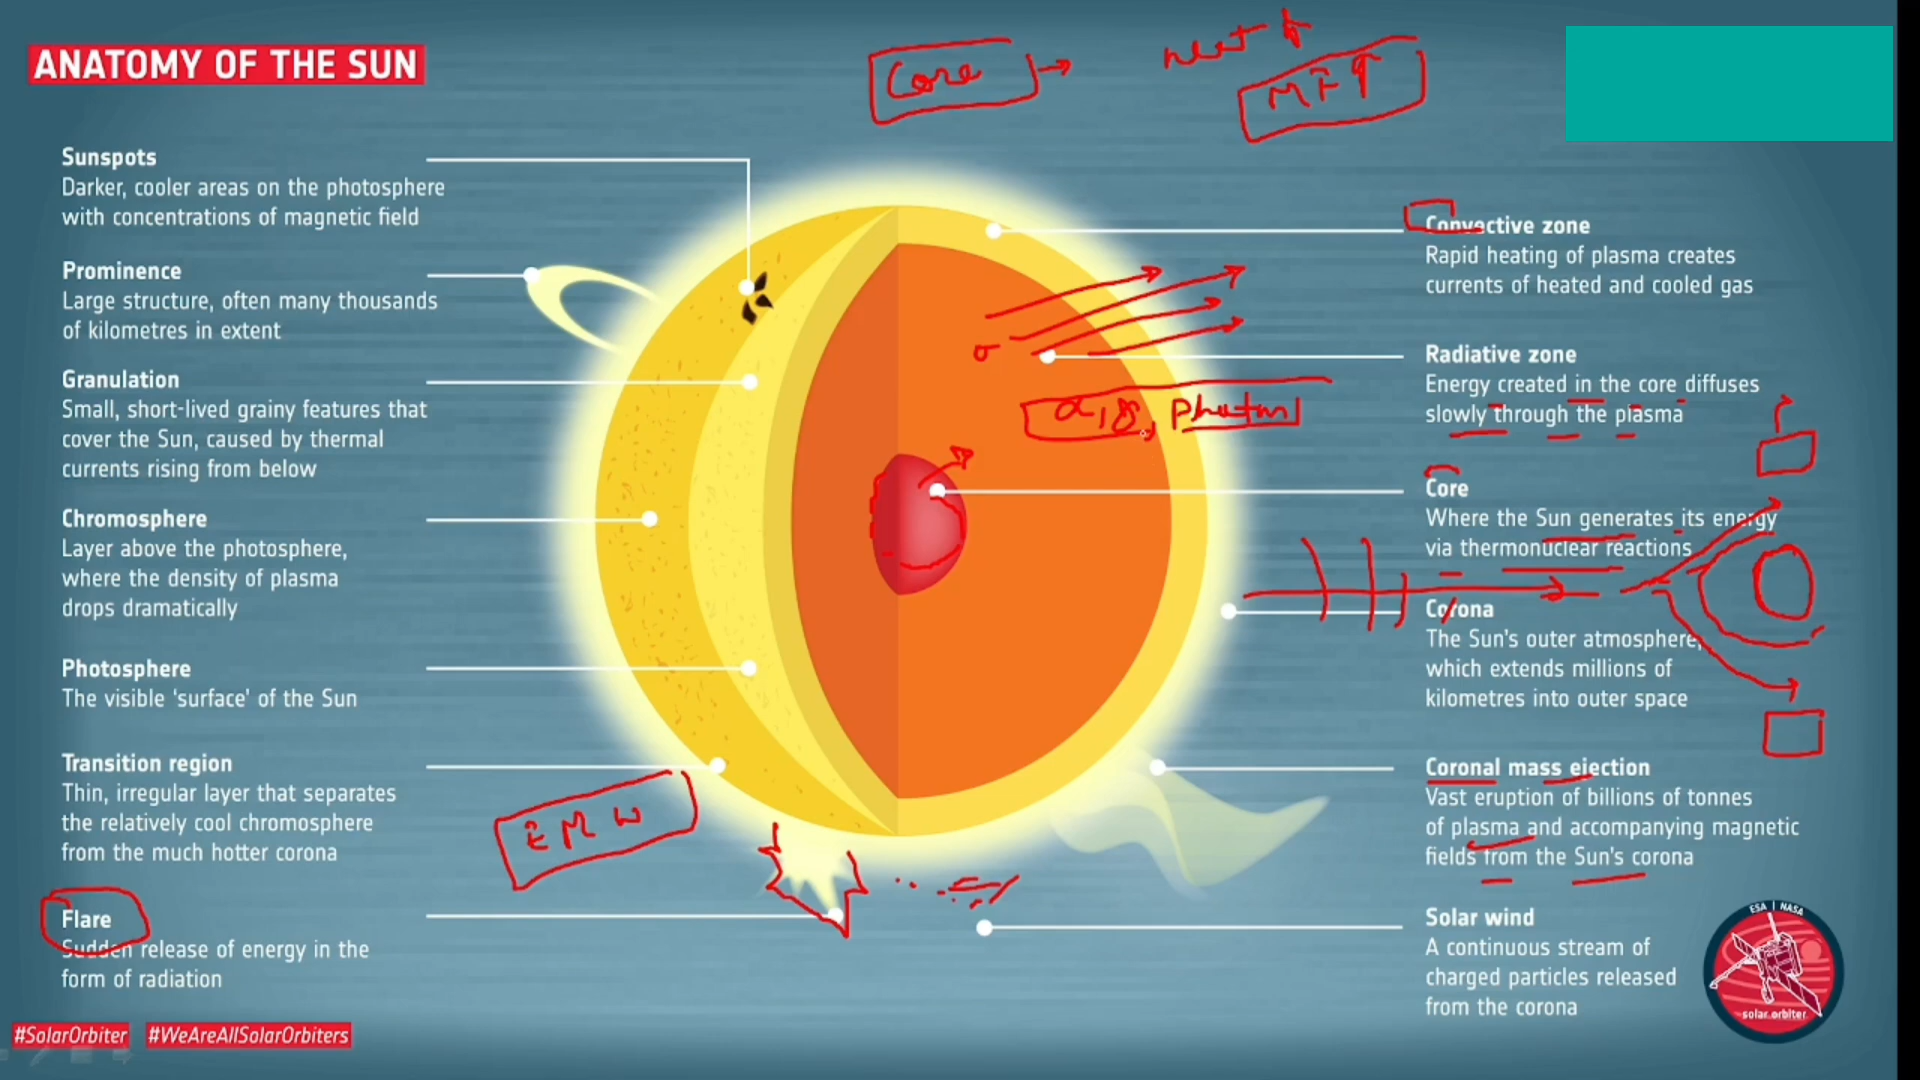 ANATOMY OF THE SUN
Core
heat
MF
Sunspots
Darker, cooler areas on the photosphere
with concentrations of magnetic field
Prominence
Large structure, often many thousands
of kilometres in extent
Granulation
Small, short-lived grainy features that
cover the Sun, caused by thermal
currents rising from below
Chromosphere
Layer above the photosphere,
where the density of plasma
drops dramatically
Photosphere
The visible ‘surface’ of the Sun
Transition region
Thin, irregular layer that separates
the relatively cool chromosphere
from the much hotter corona
Flare
Sudden release of energy in the
form of radiation
#SolarOrbiter #WeAreAllSolarOrbiters
photon
EMW
Convective zone
Rapid heating of plasma creates
currents of heated and cooled gas
Radiative zone
Energy created in the core diffuses
slowly through the plasma
Core
Where the Sun generates its energy
via thermonuclear reactions
Corona
The Sun’s outer atmosphere,
which extends millions of
kilometres into outer space
Coronal mass ejection
Vast eruption of billions of tonnes
of plasma and accompanying magnetic
fields from the Sun’s corona
Solar wind
A continuous stream of
charged particles released
from the corona
ESA | NASA
solar orbiter